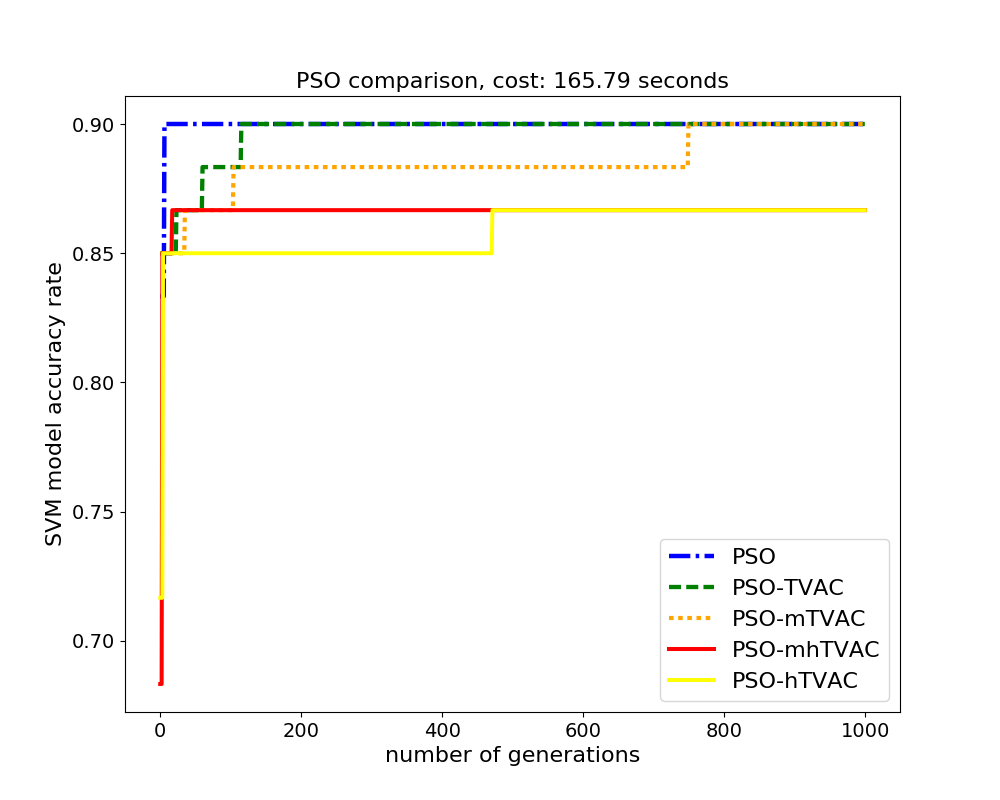 PSO comparison, cost: 165.79 seconds
SVM model accuracy rate
0.90
0.85
0.80
0.75
0.70
0 200 400 600 800 1000
number of generations
PSO
PSO-TVAC
PSO-mTVAC
PSO-mhTVAC
PSO-hTVAC